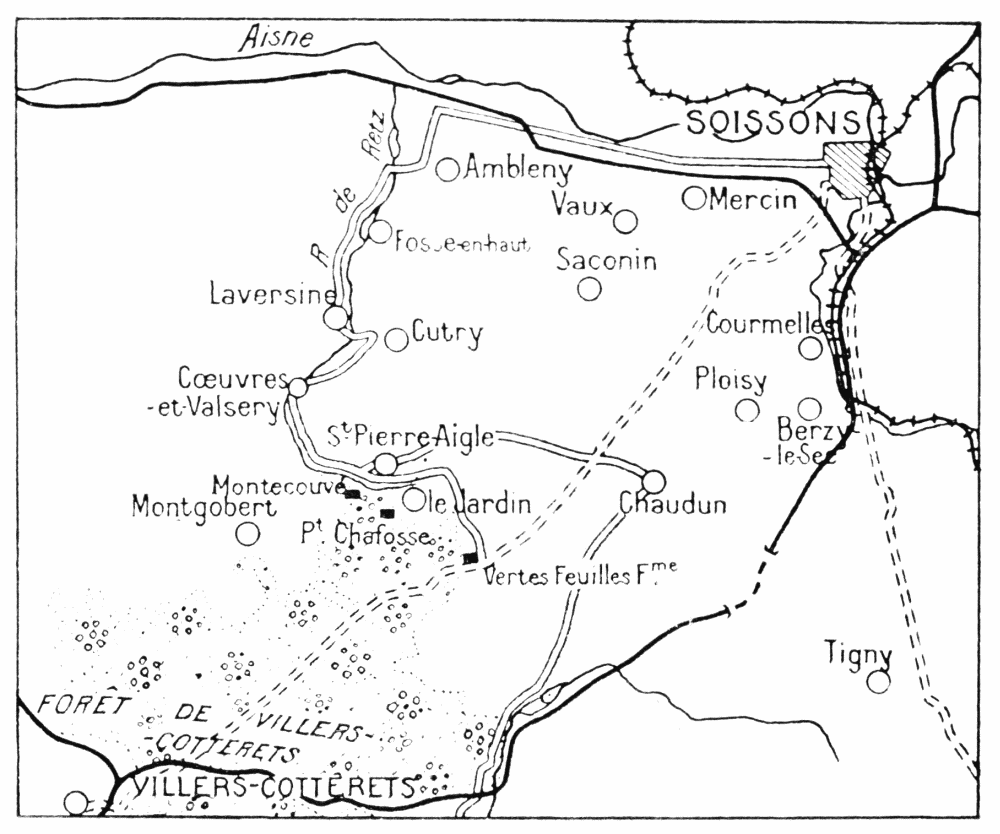 Aisne
SOISSONS
R de Retz
Ambleny
Mercin
Vaux
Fosse-en-haut
Saconin
Laversine
Cutry
Courmelles
Cœuvres
-et-Valsery
Ploisy
St Pierre-Aigle
Berzy
-le-Sec
Montecouvé
le Jardin
Chaudun
Montgobert
Pt Chafosse
Vertes Feuilles Fme
Tigny
FORÊT DE VILLERS-
-COTTERETS
VILLERS-COTTERETS